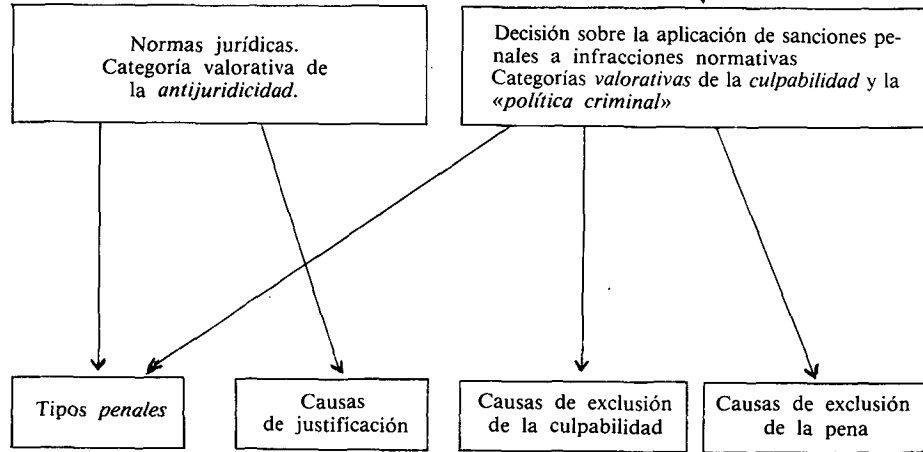 Normas jurídicas.
Categoría valorativa de
la antijuridicidad.
Decisión sobre la aplicación de sanciones pe-
nales a infracciones normativas
Categorías valorativas de la culpabilidad y la
«política criminal»
Tipos penales
Causas
de justificación
Causas de exclusión
de la culpabilidad
Causas de exclusión
de la pena